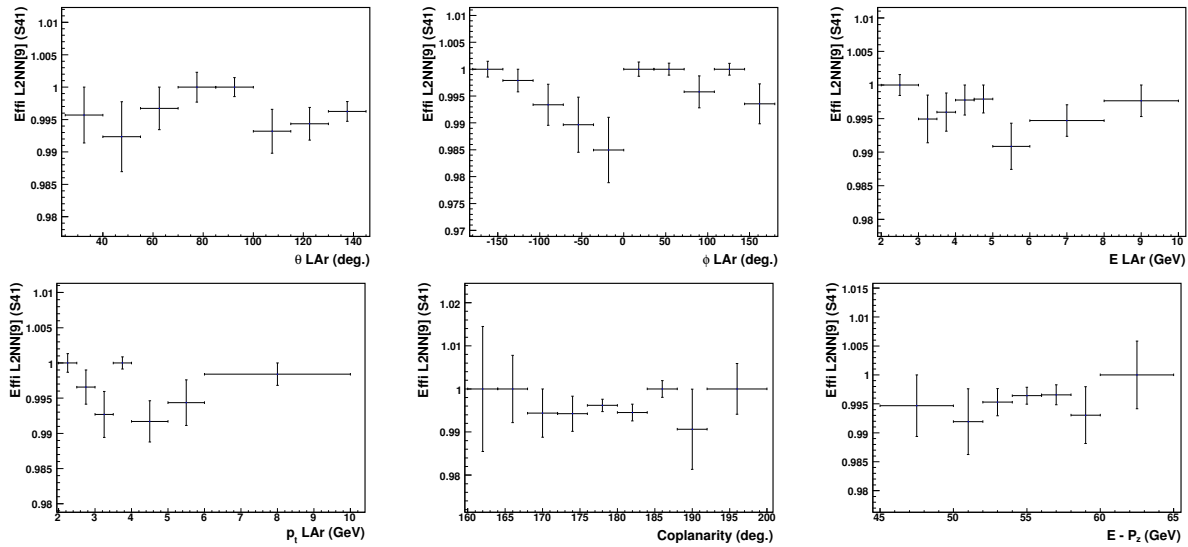 Effi L2NN[9] (S41)
1.01
1.005
1
0.995
0.99
0.985
0.98
40 60 80 100 120 140
θ LAr (deg.)
Effi L2NN[9] (S41)
1.01
1.005
1
0.995
0.99
0.985
0.98
0.975
0.97
-150 -100 -50 0 50 100 150
ϕ LAr (deg.)
Effi L2NN[9] (S41)
1.01
1.005
1
0.995
0.99
0.985
0.98
2 3 4 5 6 7 8 9 10
E LAr (GeV)
Effi L2NN[9] (S41)
1.01
1.005
1
0.995
0.99
0.985
0.98
2 3 4 5 6 7 8 9 10
pt LAr (GeV)
Effi L2NN[9] (S41)
1.02
1.01
1
0.99
0.98
160 165 170 175 180 185 190 195 200
Coplanarity (deg.)
Effi L2NN[9] (S41)
1.015
1.01
1.005
1
0.995
0.99
0.985
0.98
45 50 55 60 65
E - Pz (GeV)